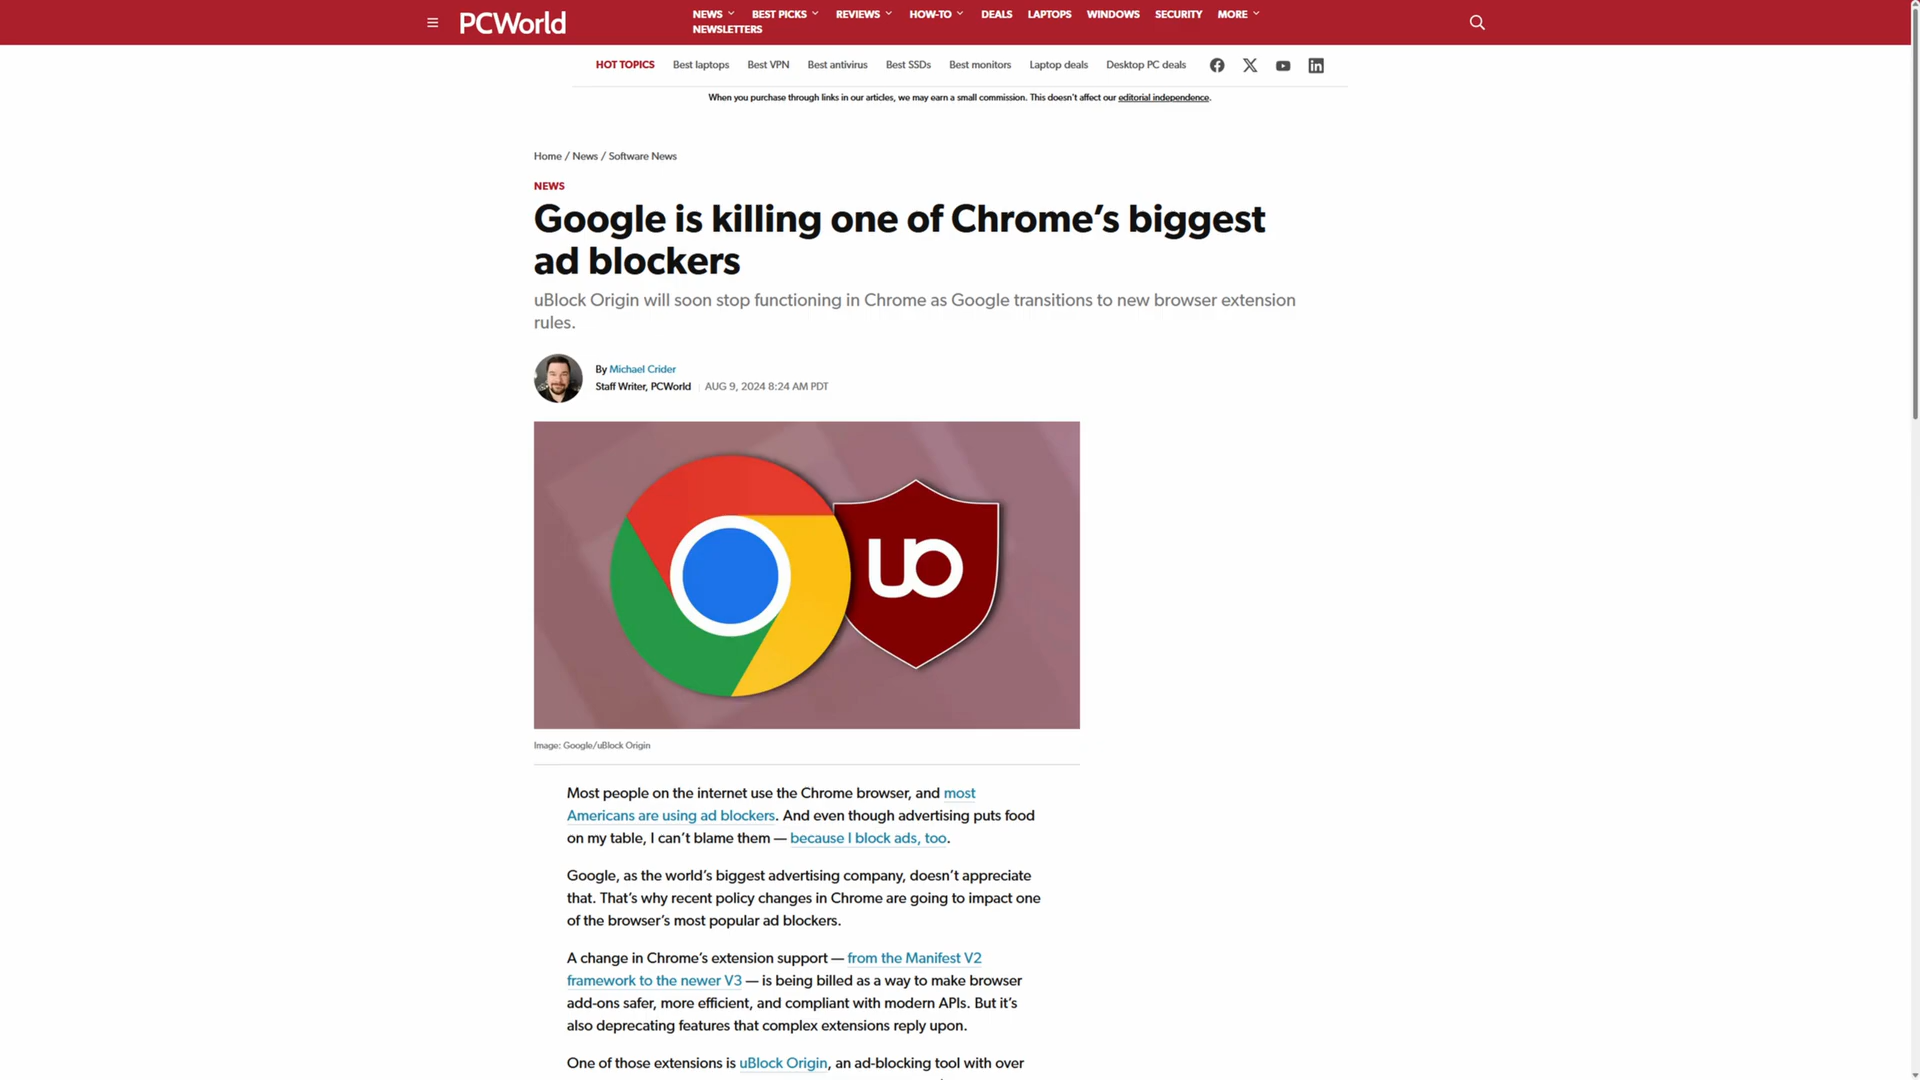 PCWorld
NEWS BEST PICKS REVIEWS HOW-TO DEALS LAPTOPS WINDOWS SECURITY MORE
NEWSLETTERS
HOT TOPICS Best laptops Best VPN Best antivirus Best SSDs Best monitors Laptop deals Desktop PC deals
When you purchase through links in our articles, we may earn a small commission. This doesn't affect our editorial independence.
Home / News / Software News
NEWS
Google is killing one of Chrome’s biggest
ad blockers
uBlock Origin will soon stop functioning in Chrome as Google transitions to new browser extension
rules.
By Michael Crider
Staff Writer, PCWorld AUG 9, 2024 8:24 AM PDT
uo
Image: Google/uBlock Origin
Most people on the internet use the Chrome browser, and most
Americans are using ad blockers. And even though advertising puts food
on my table, I can’t blame them — because I block ads, too.
Google, as the world’s biggest advertising company, doesn’t appreciate
that. That’s why recent policy changes in Chrome are going to impact one
of the browser’s most popular ad blockers.
A change in Chrome’s extension support — from the Manifest V2
framework to the newer V3 — is being billed as a way to make browser
add-ons safer, more efficient, and compliant with modern APIs. But it’s
also deprecating features that complex extensions reply upon.
One of those extensions is uBlock Origin, an ad-blocking tool with over